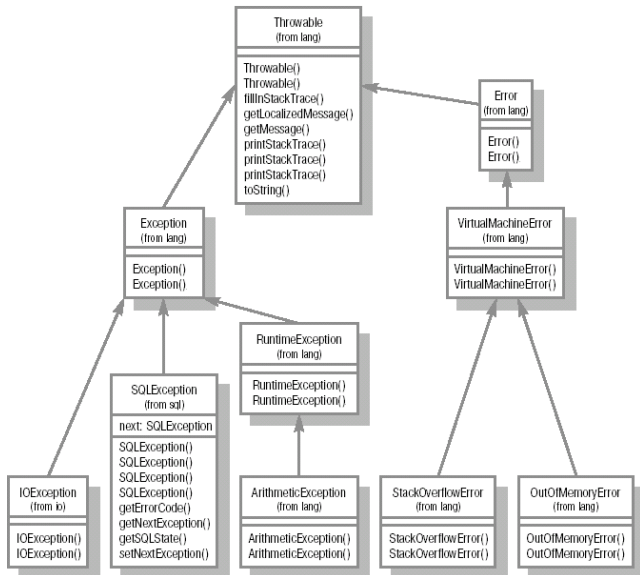 Throwable
(from lang)
Throwable()
Throwable()
fillInStackTrace()
getLocalizedMessage()
getMessage()
printStackTrace()
printStackTrace()
printStackTrace()
toString()
Error
(from lang)
Error()
Error()
Exception
(from lang)
Exception()
Exception()
VirtualMachineError
(from lang)
VirtualMachineError()
VirtualMachineError()
RuntimeException
(from lang)
RuntimeException()
RuntimeException()
SQLException
(from sql)
next: SQLException
SQLException()
SQLException()
SQLException()
SQLException()
getErrorCode()
getNextException()
getSQLState()
setNextException()
IOException
(from io)
IOException()
IOException()
ArithmeticException
(from lang)
ArithmeticException()
ArithmeticException()
StackOverflowError
(from lang)
StackOverflowError()
StackOverflowError()
OutOfMemoryError
(from lang)
OutOfMemoryError()
OutOfMemoryError()